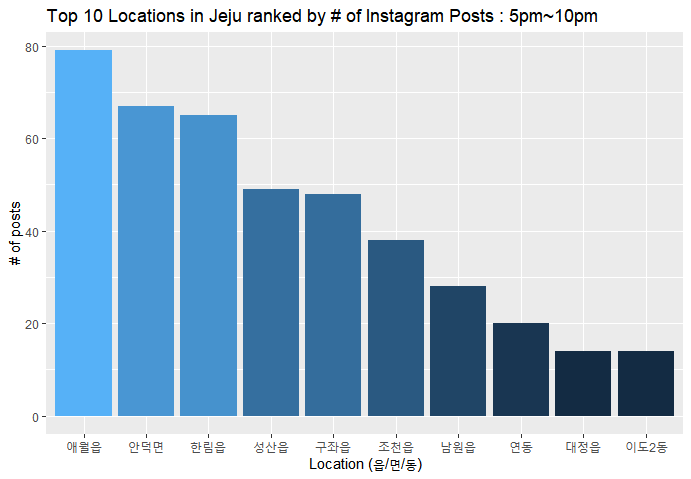 Top 10 Locations in Jeju ranked by # of Instagram Posts : 5pm~10pm
80
60
40
20
0
# of posts
애월읍 안덕면 한림읍 성산읍 구좌읍 조천읍 남원읍 연동 대정읍 이도2동
Location (읍/면/동)